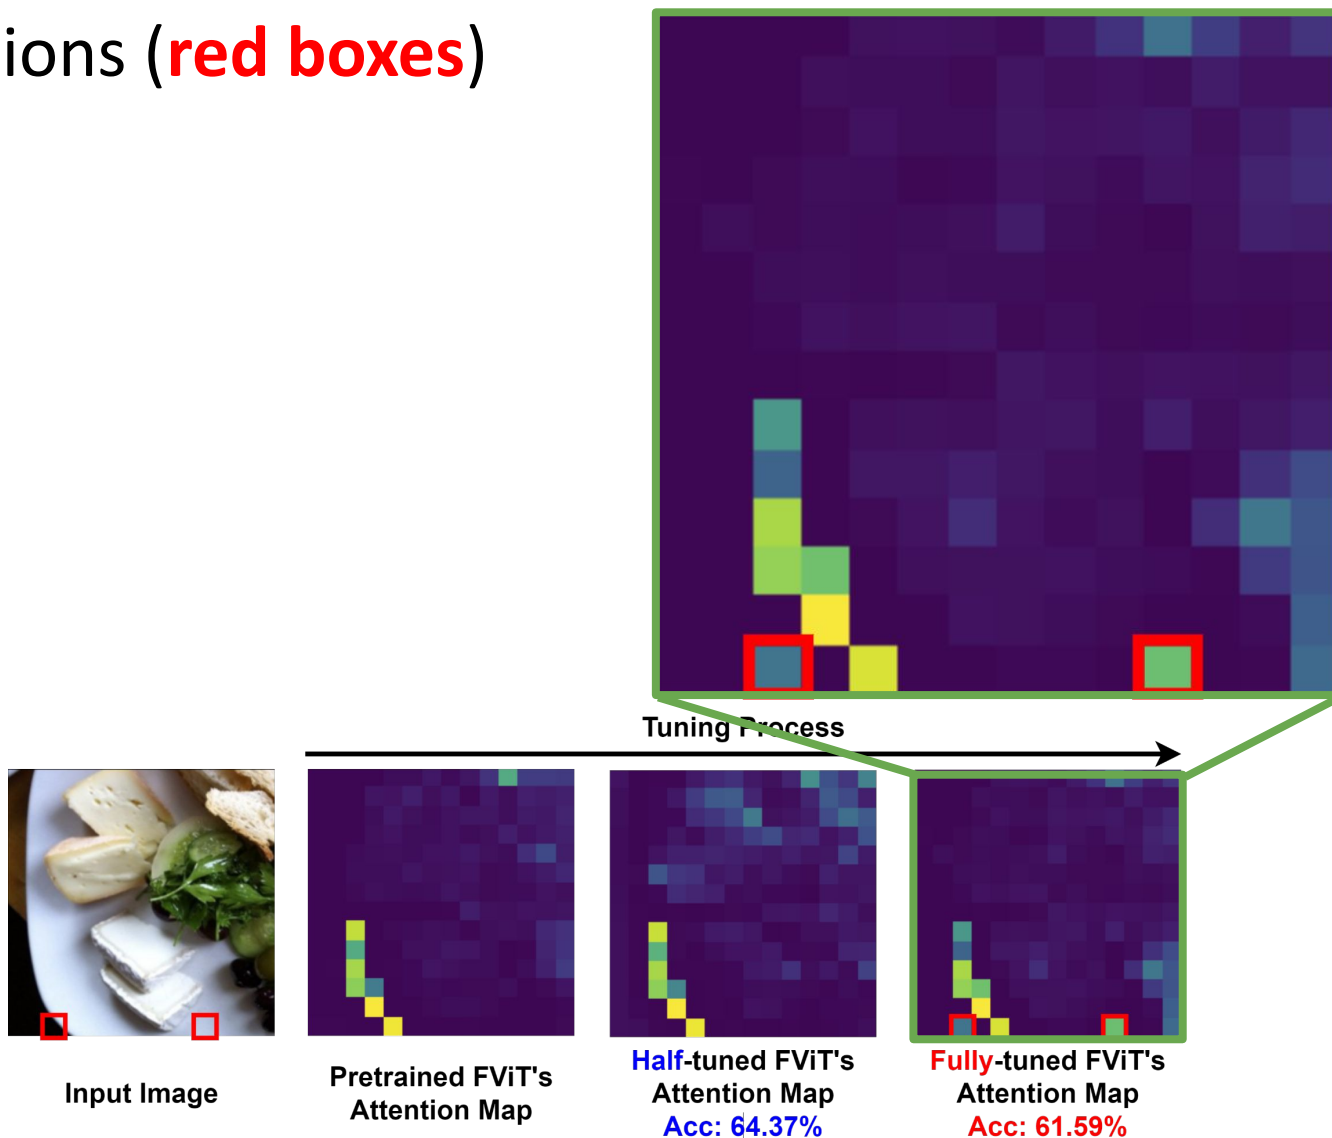 ions (red boxes)
Tuning Process
Input Image
Pretrained FViT's
Attention Map
Half-tuned FViT's
Attention Map
Acc: 64.37%
Fully-tuned FViT's
Attention Map
Acc: 61.59%